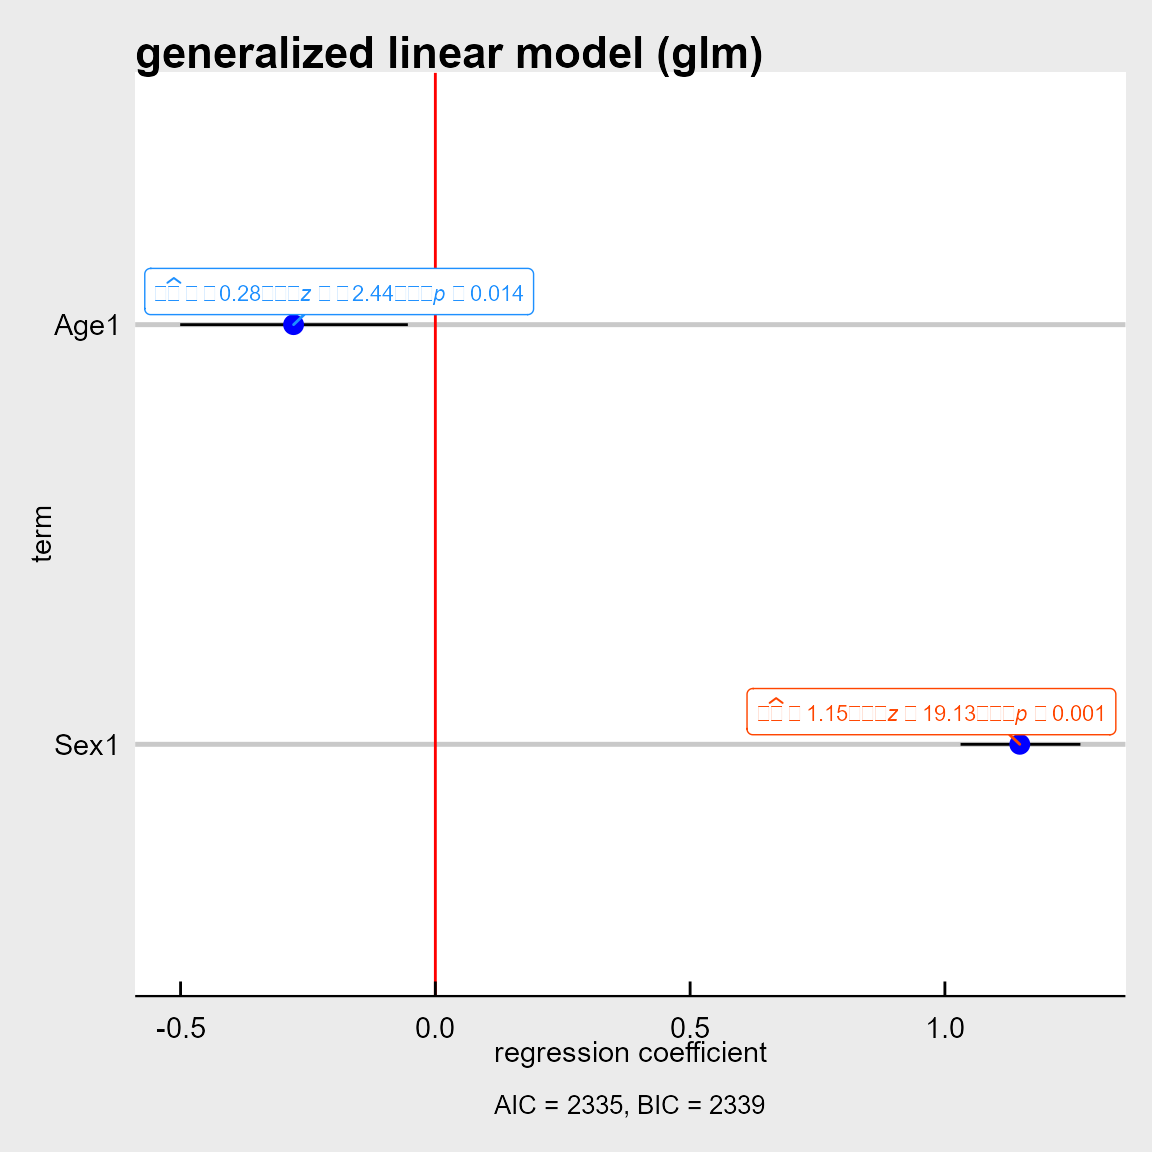 generalized linear model (glm)
□□ □ □ 0.28□□□z □ □ 2.44□□□p □ 0.014
Age1
term
□□ □ 1.15□□□z □ 19.13□□□p □ 0.001
Sex1
-0.5 0.0 0.5 1.0
regression coefficient
AIC = 2335, BIC = 2339